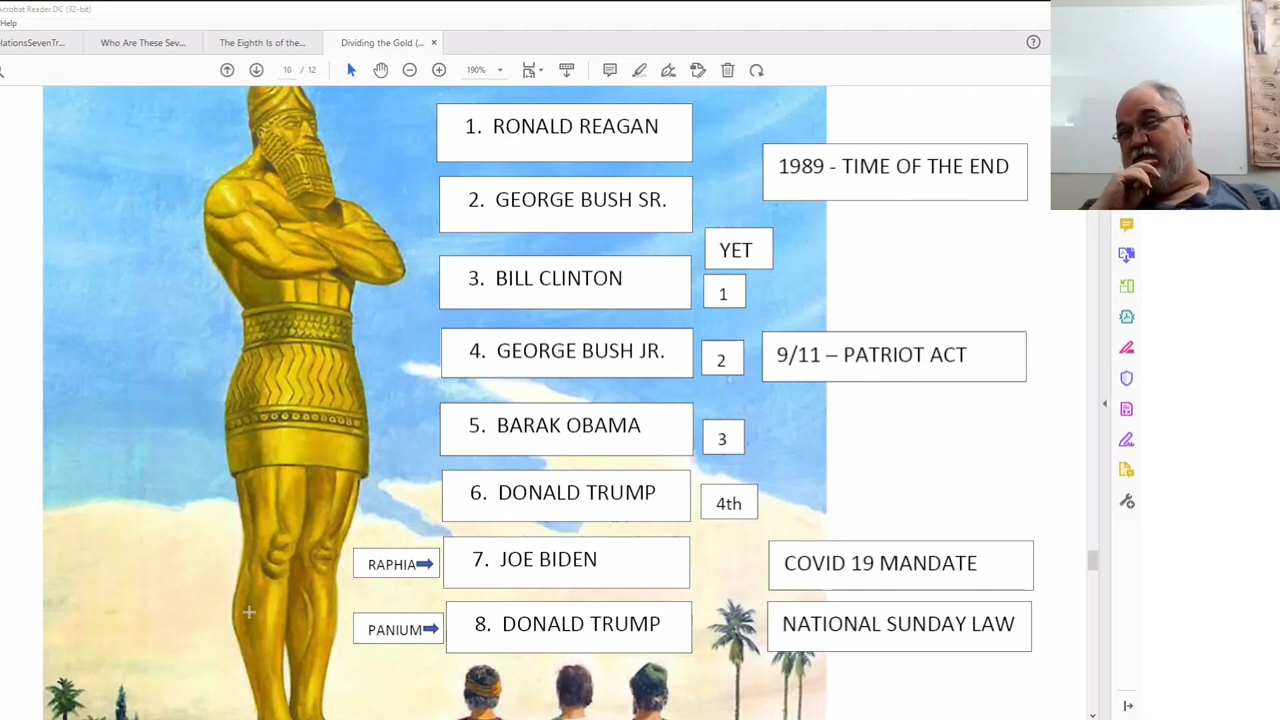 Acrobat Reader DC (32-bit)
Help
lationsSevenTr...
Who Are These Sev...
The Eighth Is of the...
Dividing the Gold (... ×
10 / 12
190%
1. RONALD REAGAN
1989 - TIME OF THE END
2. GEORGE BUSH SR.
YET
3. BILL CLINTON
1
4. GEORGE BUSH JR.
2
9/11 – PATRIOT ACT
5. BARAK OBAMA
3
6. DONALD TRUMP
4th
RAPHIA
7. JOE BIDEN
COVID 19 MANDATE
PANIUM
8. DONALD TRUMP
NATIONAL SUNDAY LAW